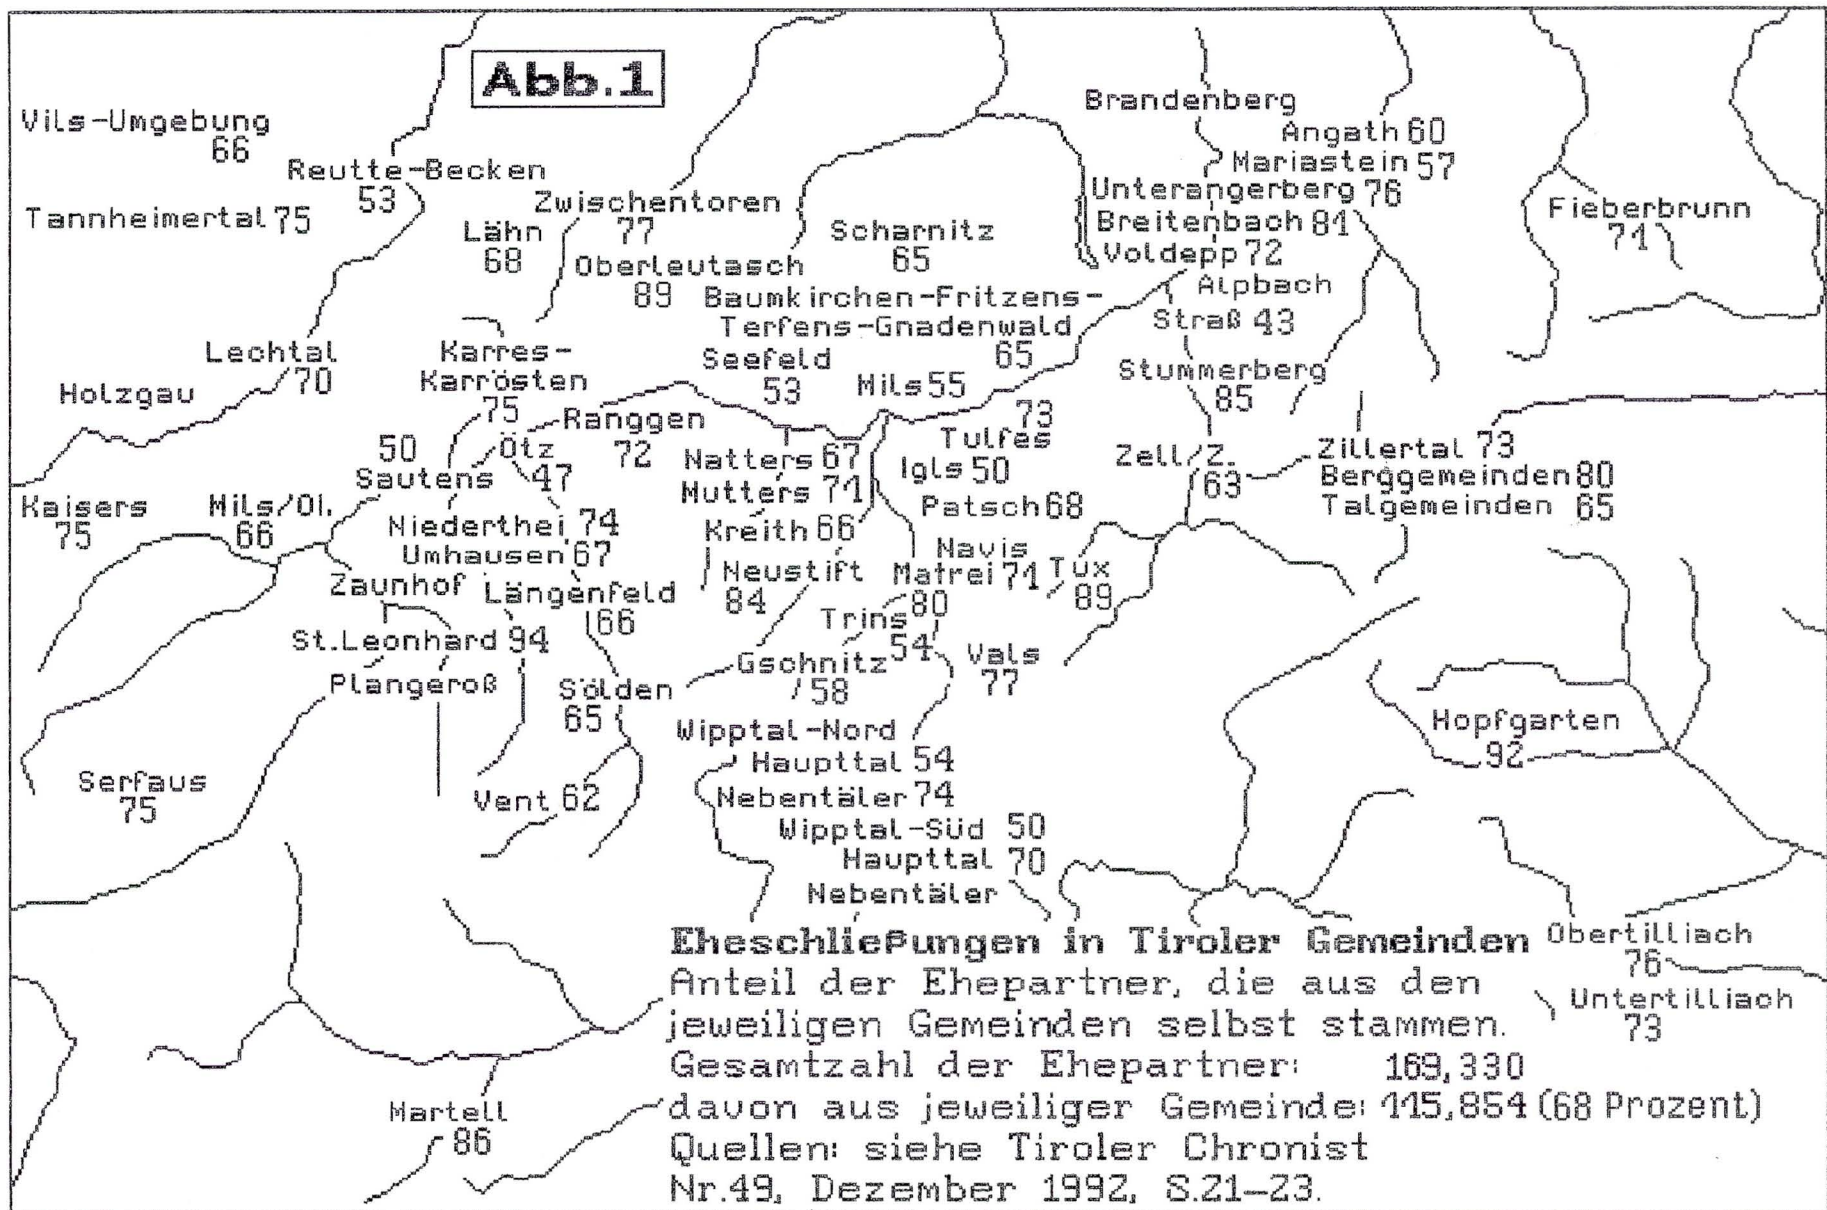 Abb.1
Vils-Umgebung
66
Reutte-Becken
53
Tannheimertal 75
Lähn
68
Zwischentoren
77
Oberleutasch
89
Scharnitz
65
Brandenberg
Angath 60
Mariastein 57
Unterangerberg 76
Breitenbach 81
Voldepp 72
Alpbach
Straß 43
Fieberbrunn
71
Baumkirchen-Fritzens-
Terfens-Gnadenwald
65
Seefeld
53
Mils 55
Lechtal
70
Holzgau
Karres-
Karrösten
75
Ranggen
72
Stummerberg
85
73
Tulfes
Igls 50
Natters 67
Mutters 71
Kreith 66
Patsch 68
Zell/Z.
63
Zillertal 73
Berggemeinden 80
Talgemeinden 65
Ötz
47
50
Sautens
Kaisers
75
Mils/OI.
66
Niederthei 74
Umhausen 67
Zaunhof
Längenfeld
66
St.Leonhard 94
Plangeroß
Sölden
65
Neustift
84
Navis
Matrei 71
80
Tux
89
Trins
54
Gschnitz
58
Vals
77
Hopfgarten
92
Serfaus
75
Vent 62
Wipptal-Nord
Haupttal 54
Nebentäler 74
Wipptal-Süd 50
Haupttal 70
Nebentäler
Obertilliach
76
Untertilliach
73
Martell
86
Eheschließungen in Tiroler Gemeinden
Anteil der Ehepartner, die aus den
jeweiligen Gemeinden selbst stammen.
Gesamtzahl der Ehepartner: 169,330
davon aus jeweiliger Gemeinde: 115,854 (68 Prozent)
Quellen: siehe Tiroler Chronist
Nr.49, Dezember 1992, S.21-23.